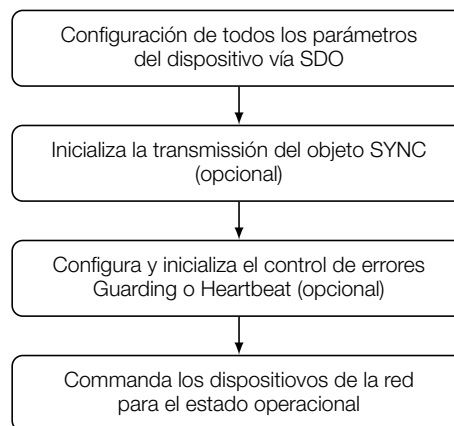 Configuración de todos los parámetros
del dispositivo vía SDO
Inicializa la transmissión del objeto SYNC
(opcional)
Configura y inicializa el control de errores
Guarding o Heartbeat (opcional)
Commanda los dispositiovos de la red
para el estado operacional